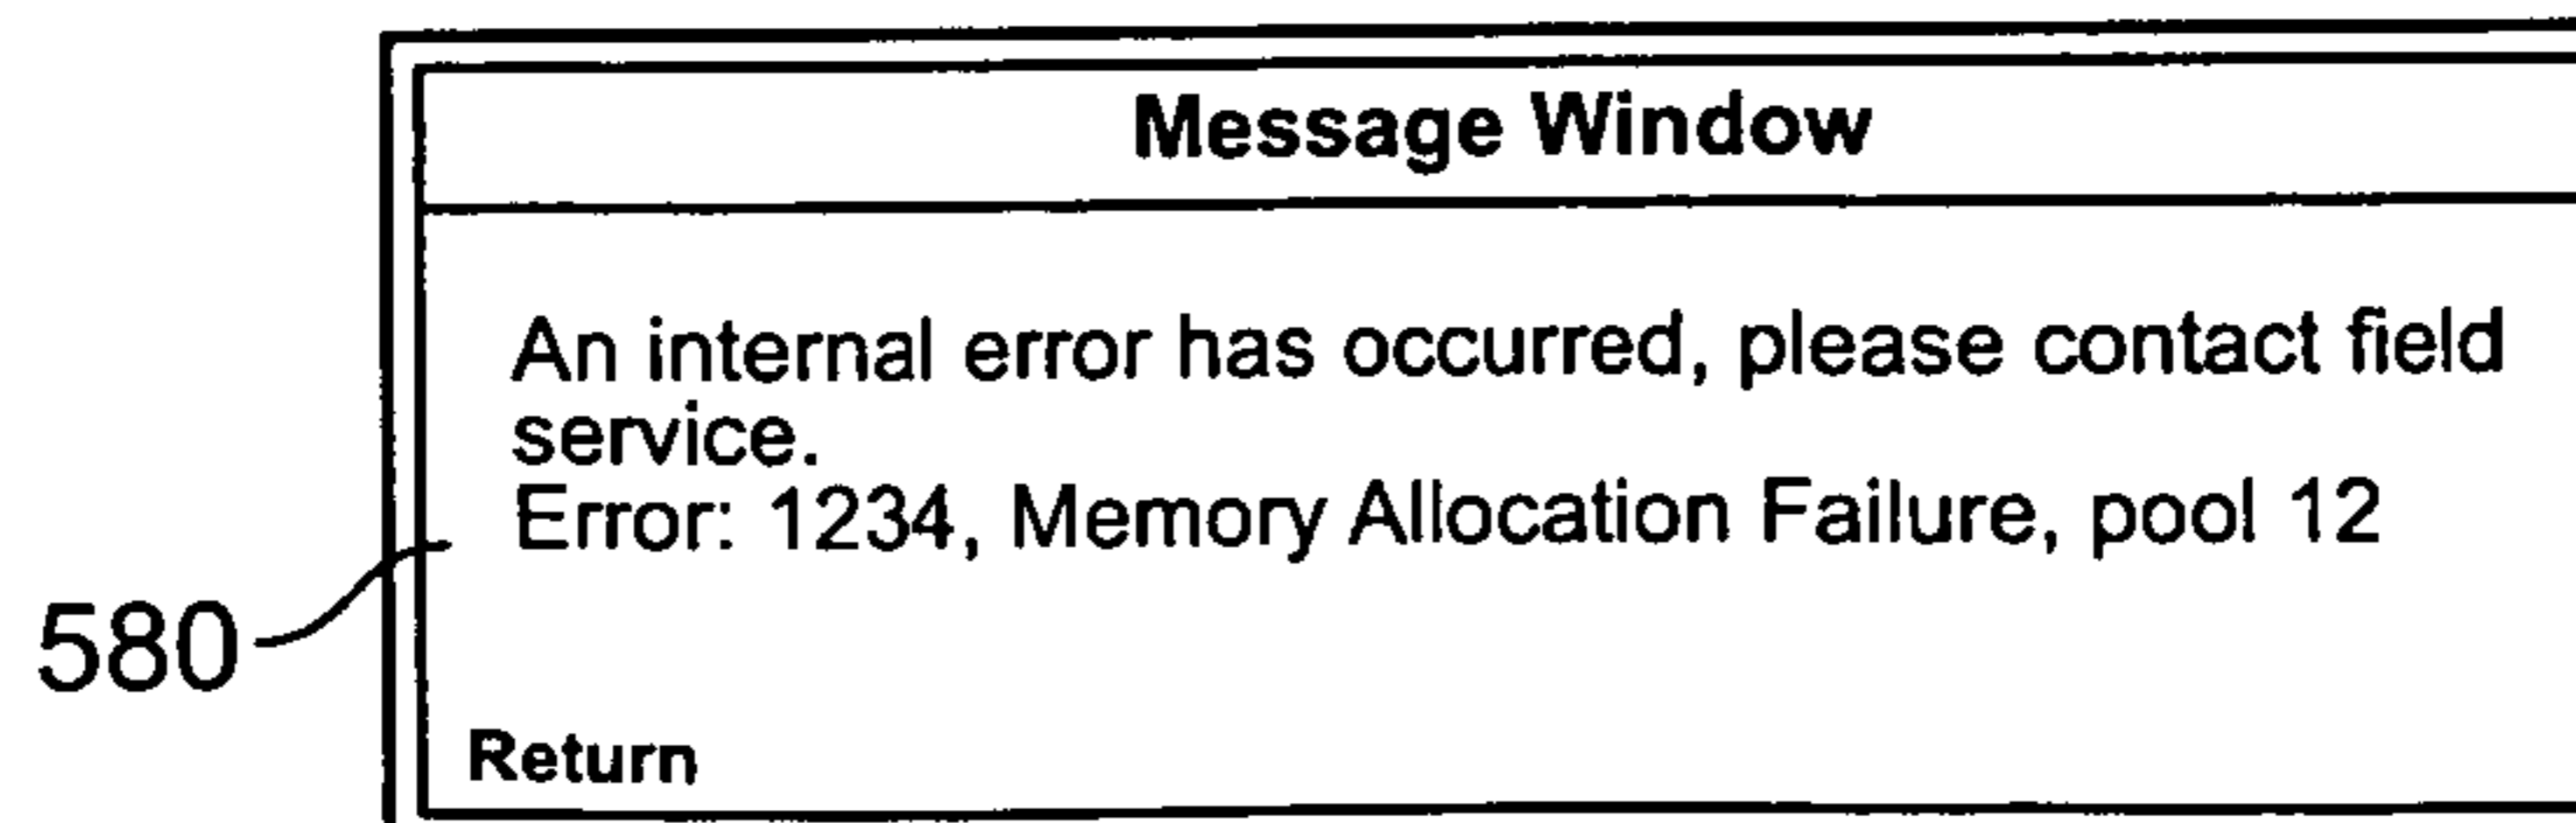 Message Window
An internal error has occurred, please contact field
service.
Error: 1234, Memory Allocation Failure, pool 12
580
Return